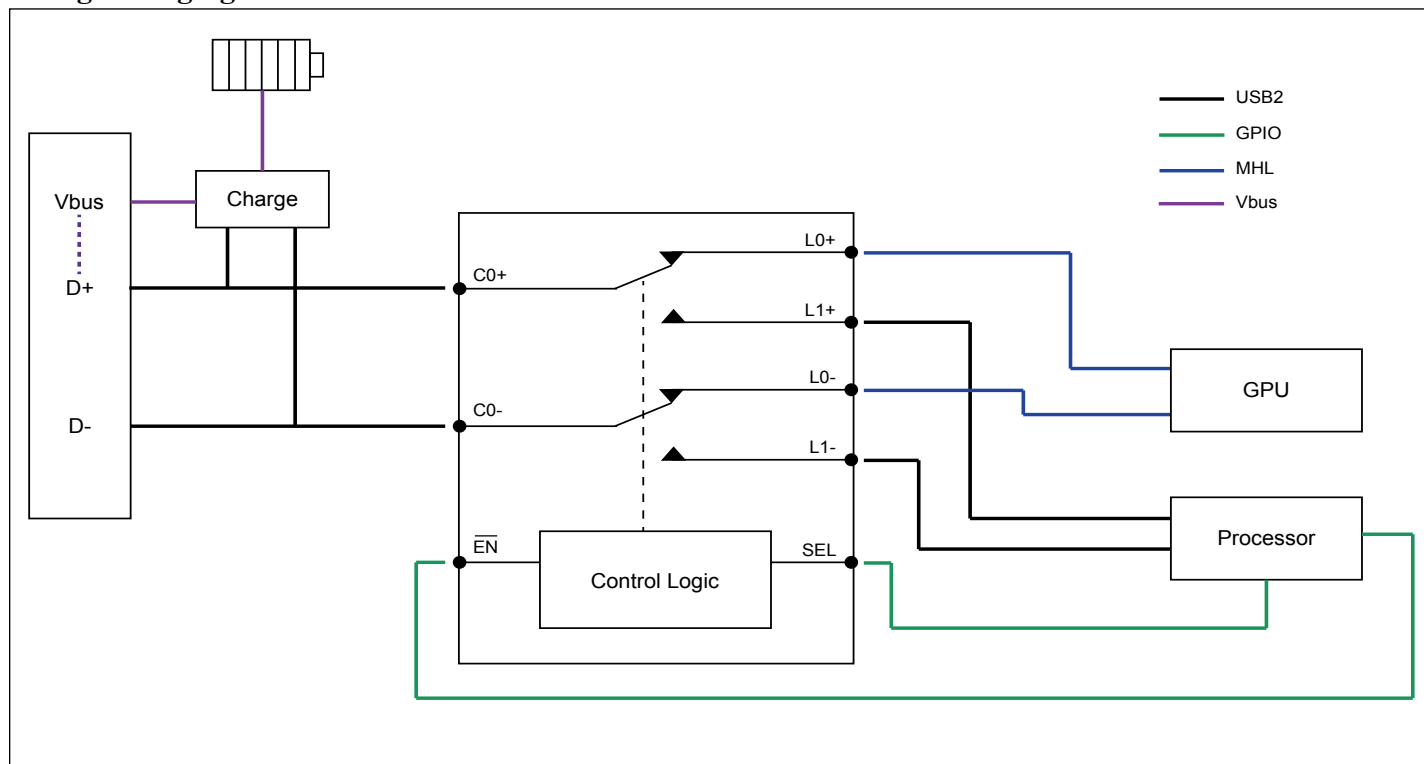 USB2
GPIO
MHL
Vbus
Vbus
Charge
D+
D-
C0+
C0-
L0+
L1+
L0-
L1-
EN
SEL
Control Logic
GPU
Processor